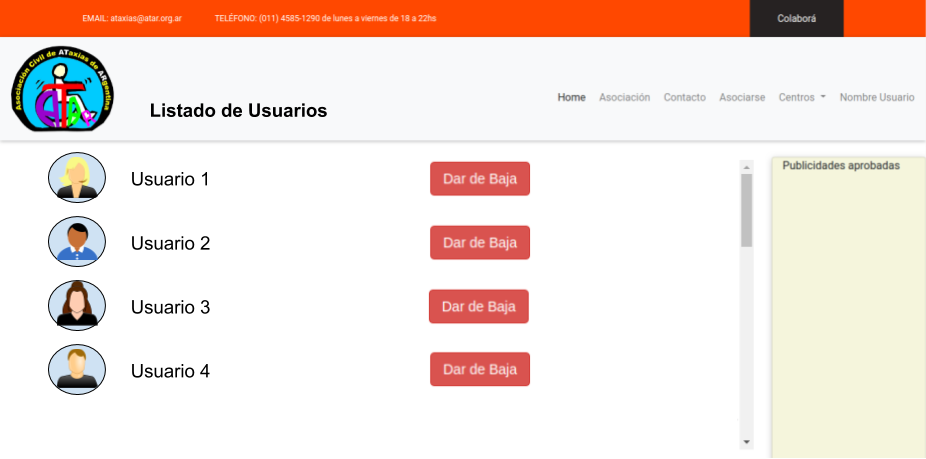 EMAIL: ataxias@atar.org.ar TELÉFONO: (011) 4585-1290 de lunes a viernes de 18 a 22hs Colaborá
Asociación Civil de ATaxias de ARgentina
ATAR
Listado de Usuarios
Home Asociación Contacto Asociarse Centros Nombre Usuario
Usuario 1 Dar de Baja
Publicidades aprobadas
Usuario 2 Dar de Baja
Usuario 3 Dar de Baja
Usuario 4 Dar de Baja